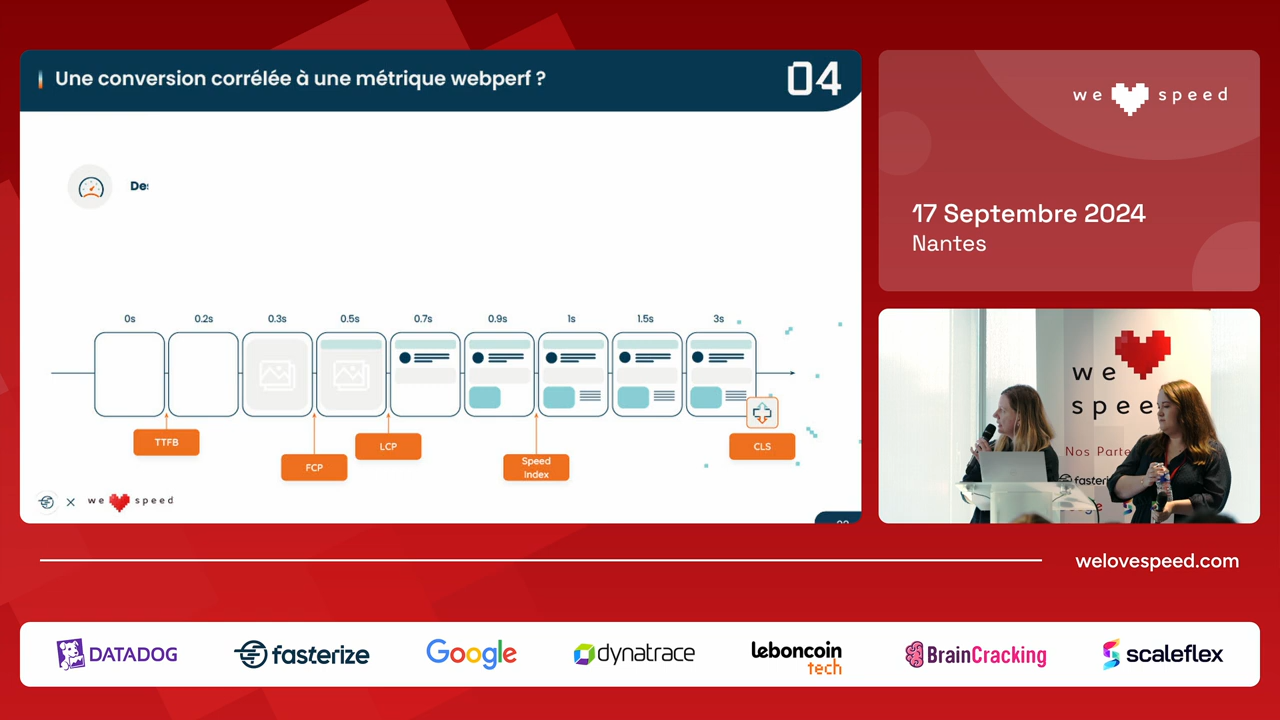 Une conversion corrélée à une métrique webperf ?
04
De
0s
0.2s
0.3s
0.5s
0.7s
0.9s
1s
1.5s
3s
TTFB
FCP
LCP
Speed
Index
CLS
we speed
we speed
17 Septembre 2024
Nantes
we
spee
Nos Parte
faster
welovespeed.com
DATADOG
fasterize
Google
dynatrace
leboncoin
tech
BrainCracking
scaleflex